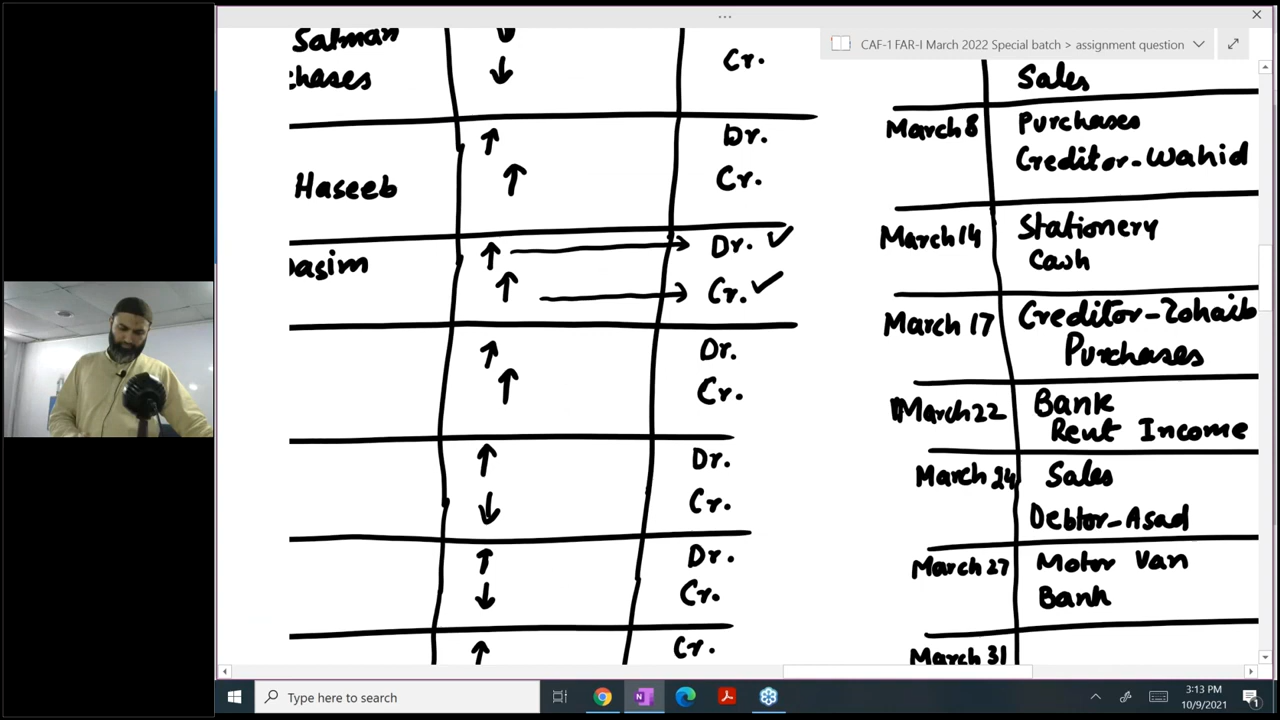 CAF-1 FAR-I March 2022 Special batch > assignment question
Salman
Cr.
chases
Dr.
Cr.
Haseeb
Dr.
Cr.
Dr.
Cr.
Dr.
Cr.
Dr.
Cr.
Cr.
Sales
March 8 Purchases
Creditor-Wahid
March 14 Stationery
Cash
March 17 Creditor-Zohaib
Purchases
March 22 Bank
Rent Income
March 24 Sales
Debtor-Asad
March 27 Motor Van
Bank
March 31
Type here to search
3:13 PM
10/9/2021